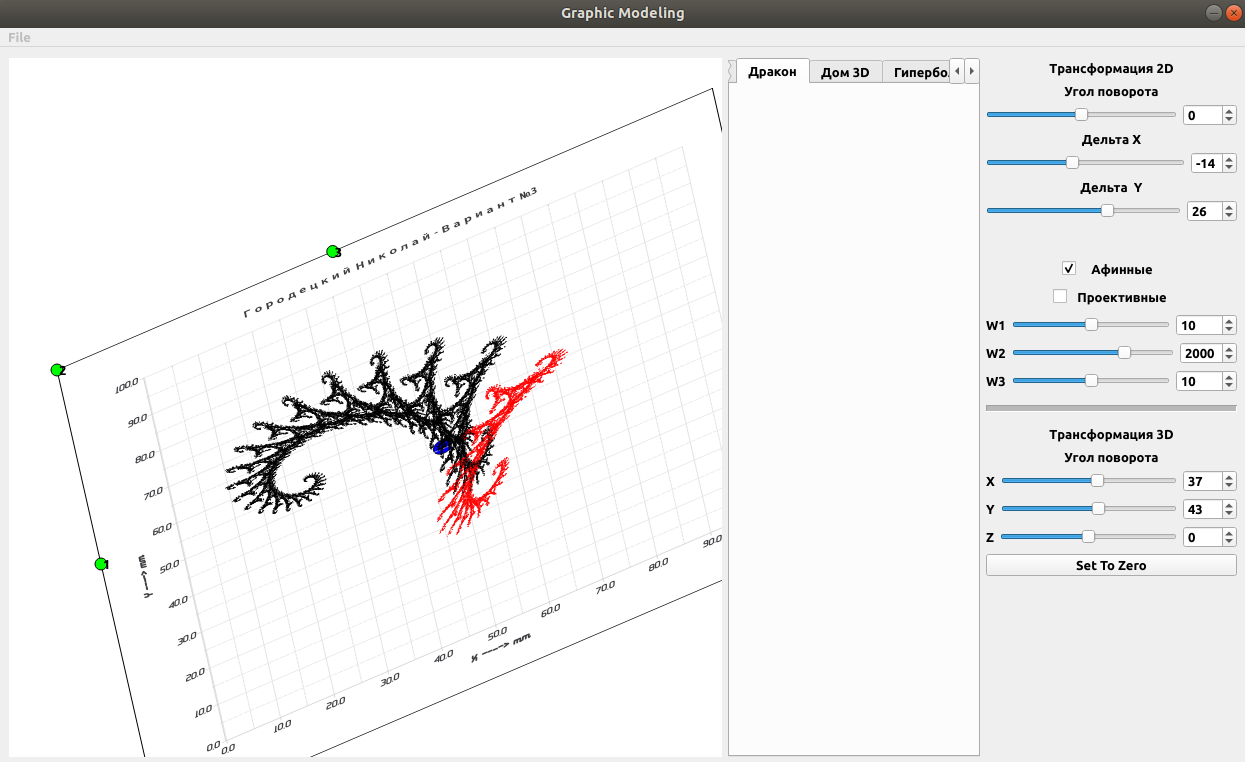 Graphic Modeling
File
Городецкий Николай - Вариант №3
3
2
1
100.0
90.0
80.0
70.0
60.0
50.0
40.0
30.0
20.0
10.0
0.0
Y ----> mm
0.0
10.0
20.0
30.0
40.0
50.0
60.0
70.0
80.0
90.0
X ----> mm
Дракон
Дом 3D
Гипербо
Трансформация 2D
Угол поворота
0
Дельта X
-14
Дельта Y
26
Афинные
Проективные
W1 10
W2 2000
W3 10
Трансформация 3D
Угол поворота
X 37
Y 43
Z 0
Set To Zero